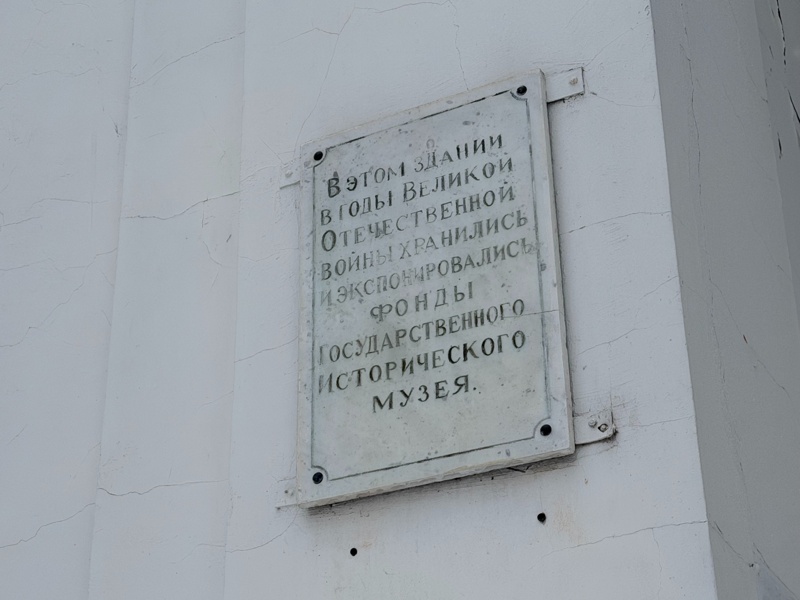 В ЭТОМ ЗДАНИИ
В ГОДЫ ВЕЛИКОЙ
ОТЕЧЕСТВЕННОЙ
ВОЙНЫ ХРАНИЛИСЬ
И ЭКСПОНИРОВАЛИСЬ
ФОНДЫ
ГОСУДАРСТВЕННОГО
ИСТОРИЧЕСКОГО
МУЗЕЯ.